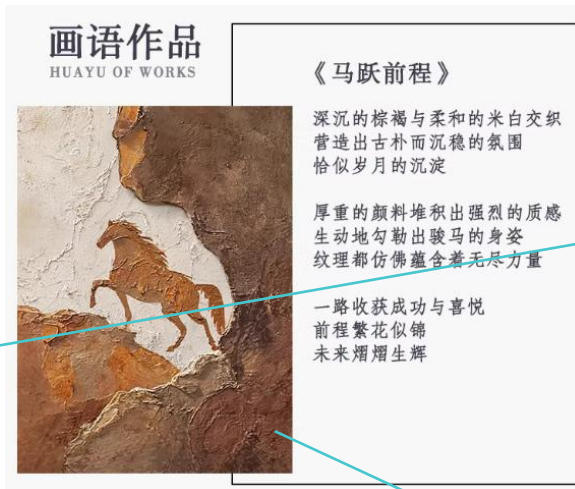 画语作品
HUAYU OF WORKS
《马跃前程》
深沉的棕褐与柔和的米白交织
营造出古朴而沉稳的氛围
恰似岁月的沉淀
厚重的颜料堆积出强烈的质感
生动地勾勒出骏马的身姿
纹理都仿佛蕴含着无尽力量
一路收获成功与喜悦
前程繁花似锦
未来熠熠生辉